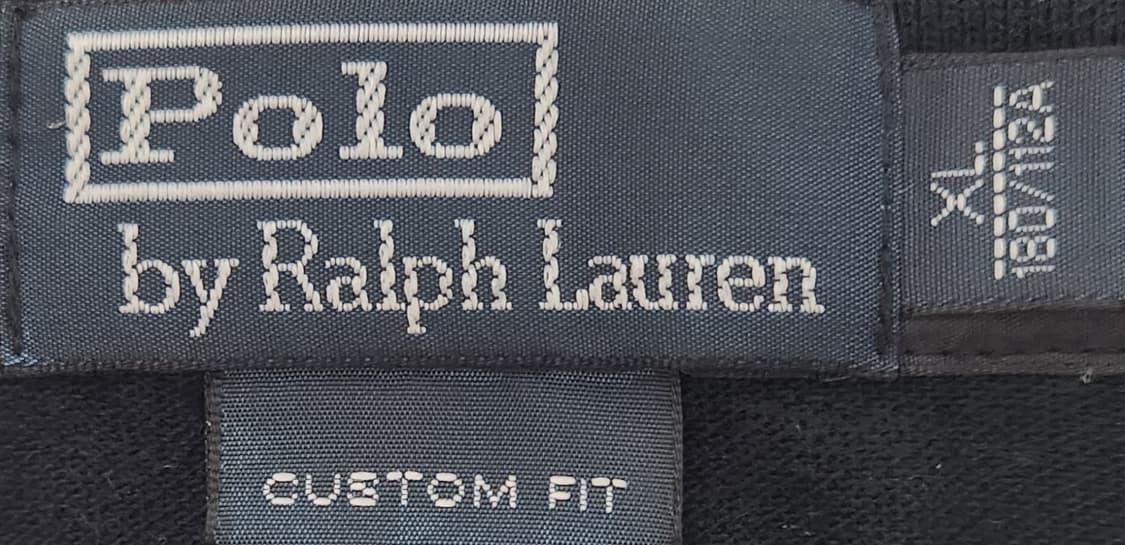 Polo
by Ralph Lauren
XL
180/112A
CUSTOM FIT